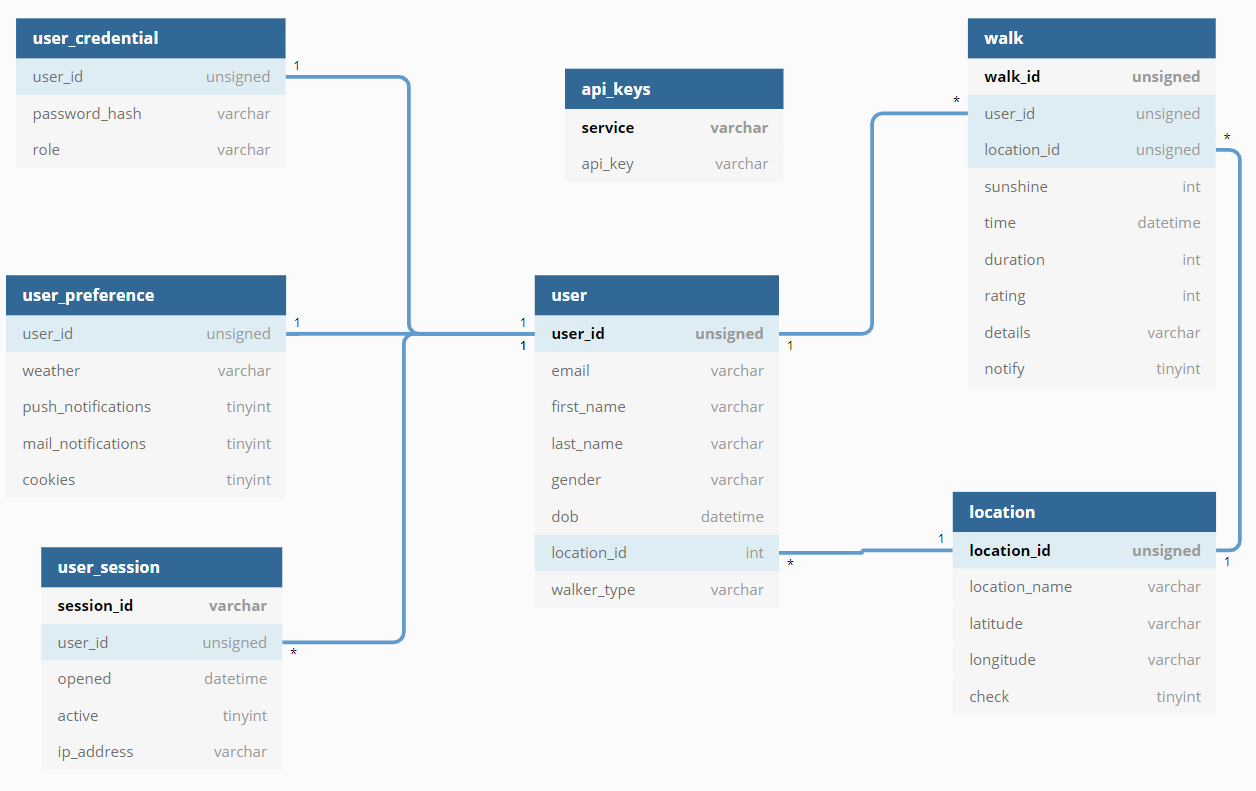 user_credential
user_id unsigned
password_hash varchar
role varchar
1
api_keys
service varchar
api_key varchar
walk
walk_id unsigned
user_id unsigned
location_id unsigned
sunshine int
time datetime
duration int
rating int
details varchar
notify tinyint
*
*
user_preference
user_id unsigned
weather varchar
push_notifications tinyint
mail_notifications tinyint
cookies tinyint
1
1
1
user
user_id unsigned
email varchar
first_name varchar
last_name varchar
gender varchar
dob datetime
location_id int
walker_type varchar
1
*
user_session
session_id varchar
user_id unsigned
opened datetime
active tinyint
ip_address varchar
*
1
location
location_id unsigned
location_name varchar
latitude varchar
longitude varchar
check tinyint
1